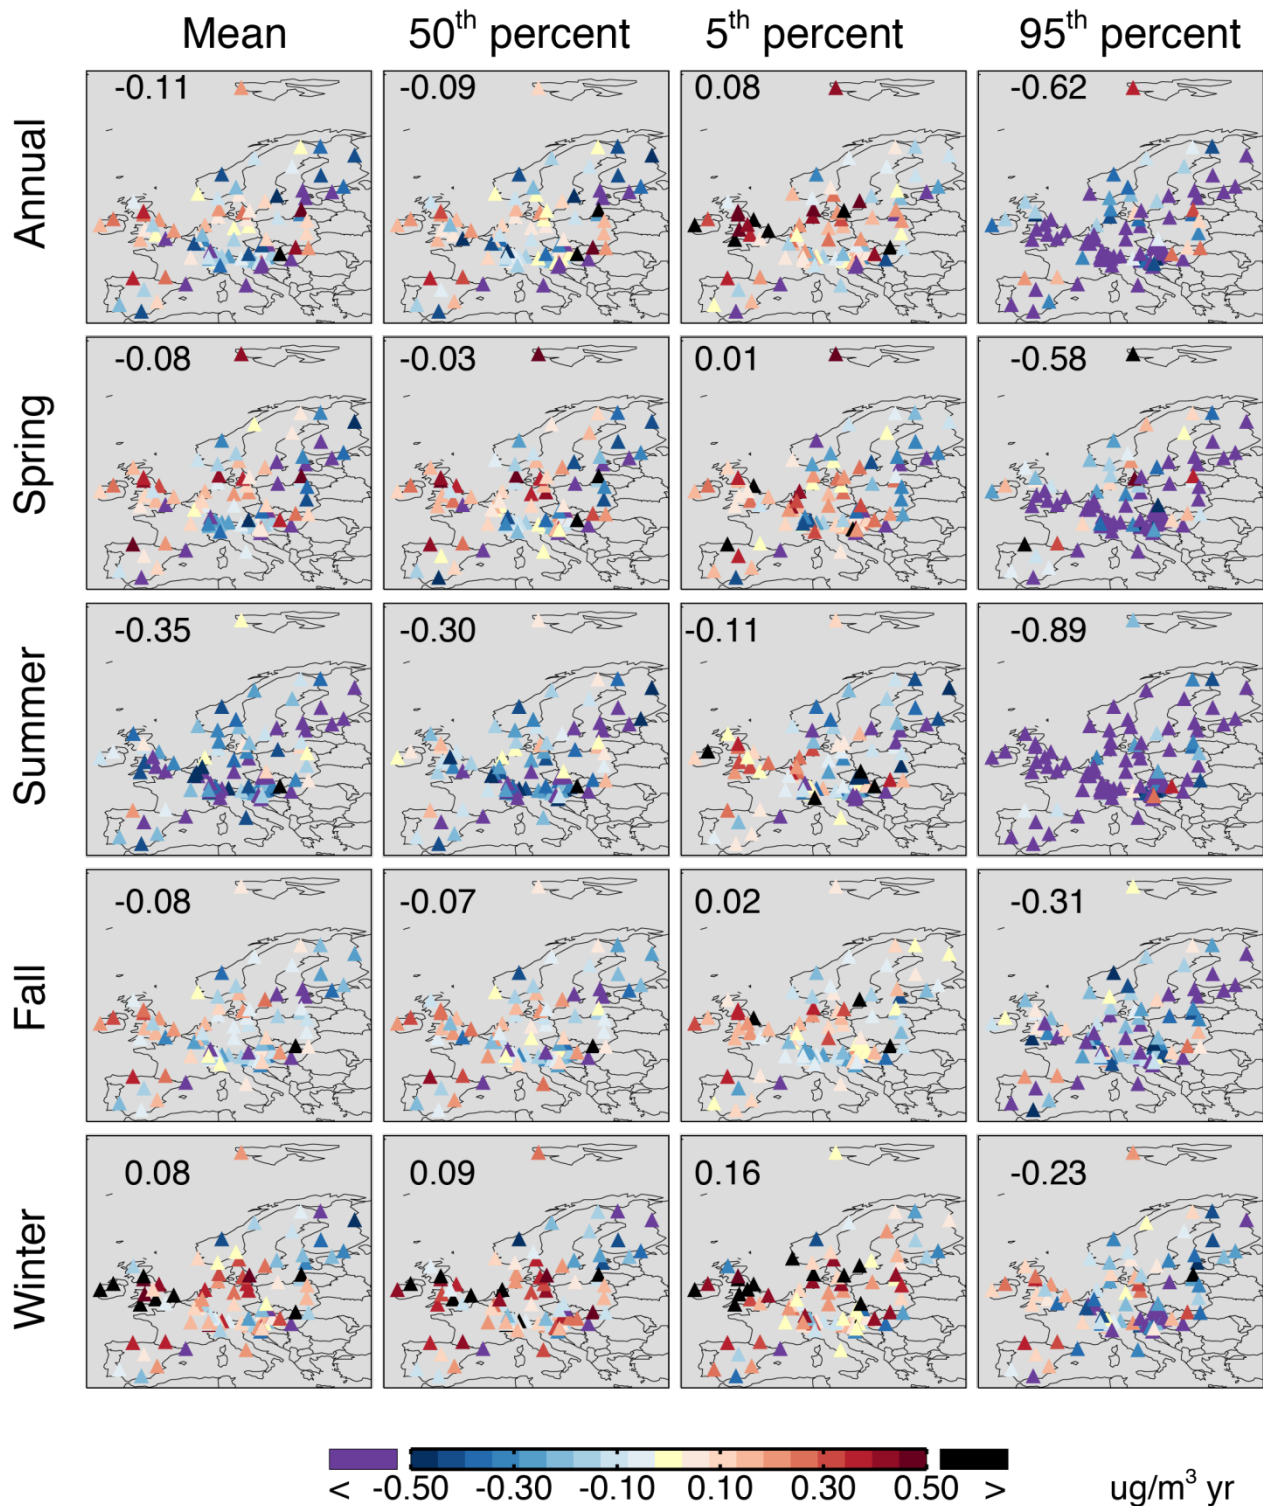 Mean 50th percent 5th percent 95th percent
Annual -0.11 -0.09 0.08 -0.62
Spring -0.08 -0.03 0.01 -0.58
Summer -0.35 -0.30 -0.11 -0.89
Fall -0.08 -0.07 0.02 -0.31
Winter 0.08 0.09 0.16 -0.23
< -0.50 -0.30 -0.10 0.10 0.30 0.50 > ug/m³ yr